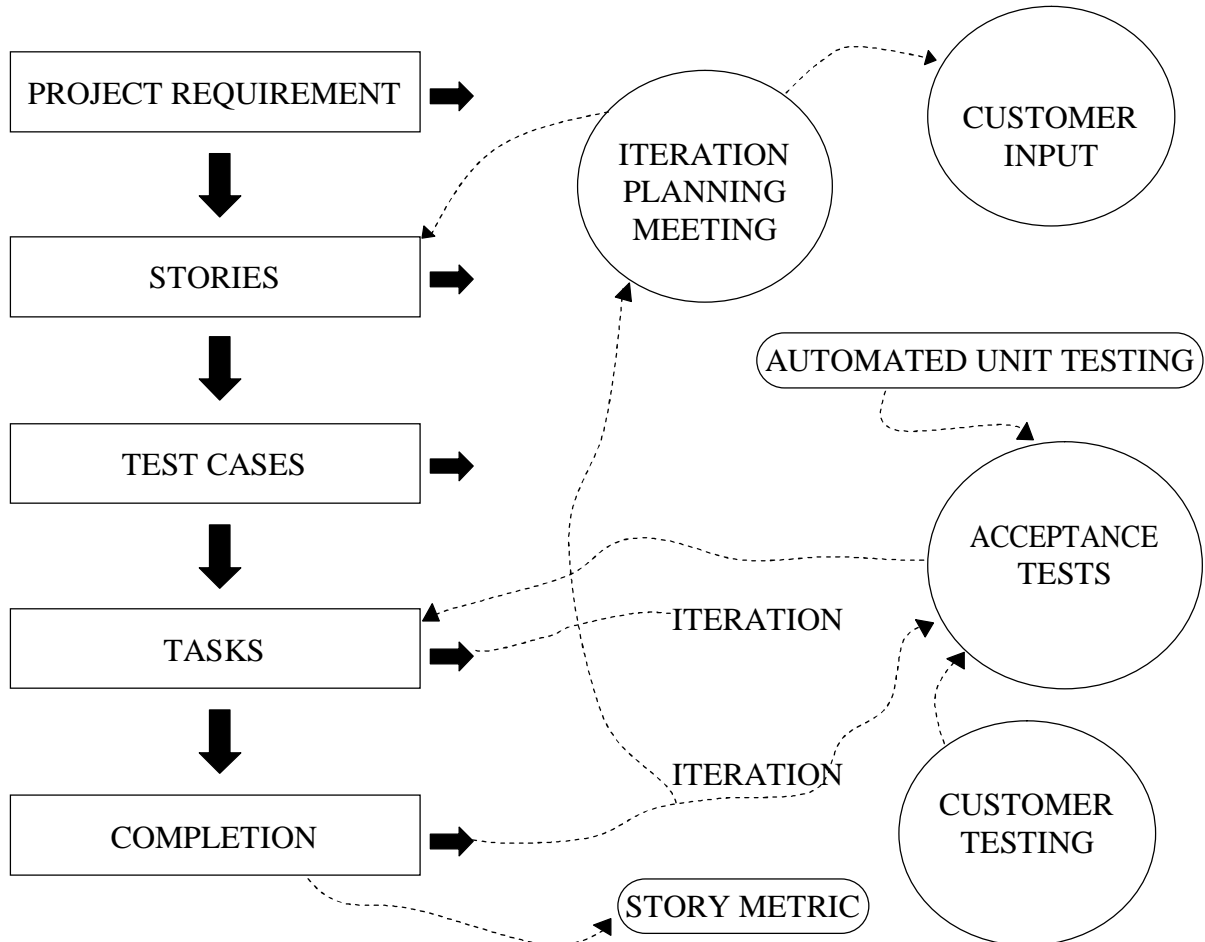 PROJECT REQUIREMENT
ITERATION
PLANNING
MEETING
CUSTOMER
INPUT
STORIES
AUTOMATED UNIT TESTING
TEST CASES
ACCEPTANCE
TESTS
ITERATION
TASKS
ITERATION
COMPLETION
CUSTOMER
TESTING
STORY METRIC